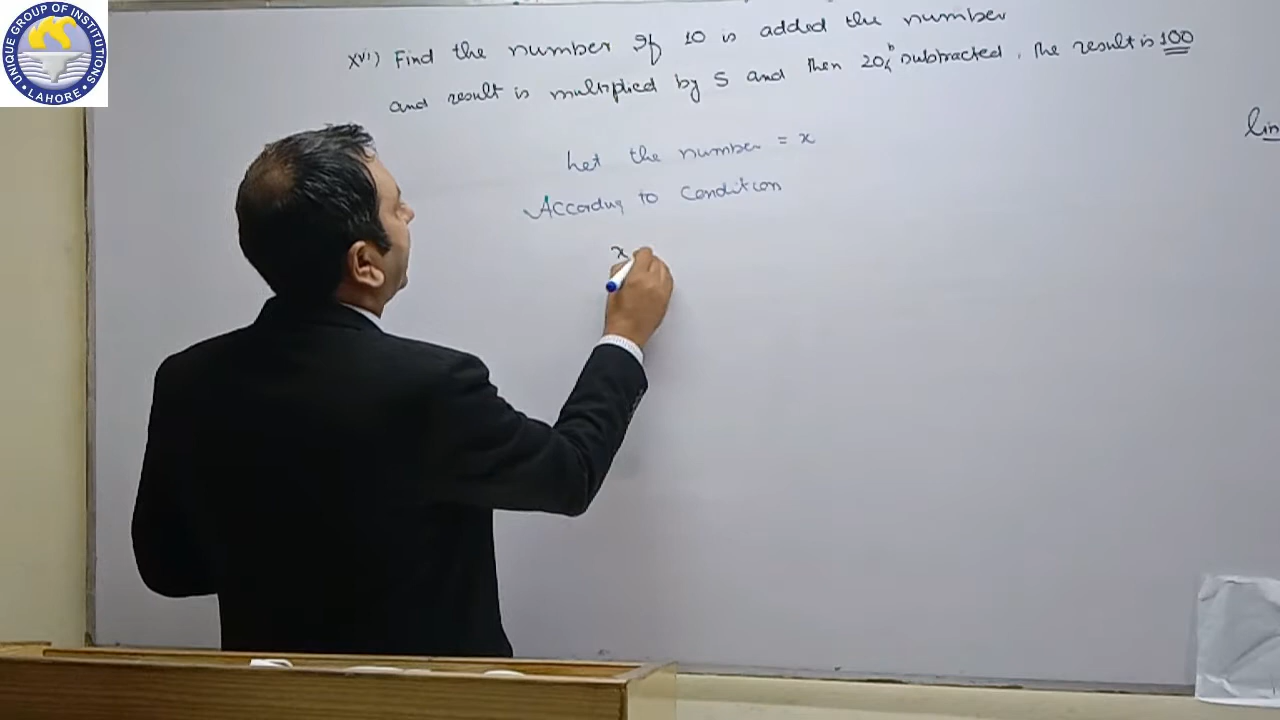 UNIQUE GROUP OF INSTITUTIONS
• LAHORE •
xvi) Find the number if 10 is added the number
and result is multiplied by 5 and then 20 is subtracted, the result is 100
Let the number = x
According to Condition
x